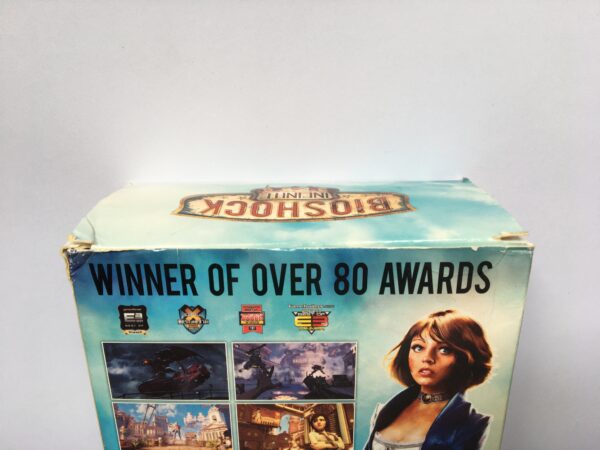 BIOSHOCK
INFINITE
WINNER OF OVER 80 AWARDS